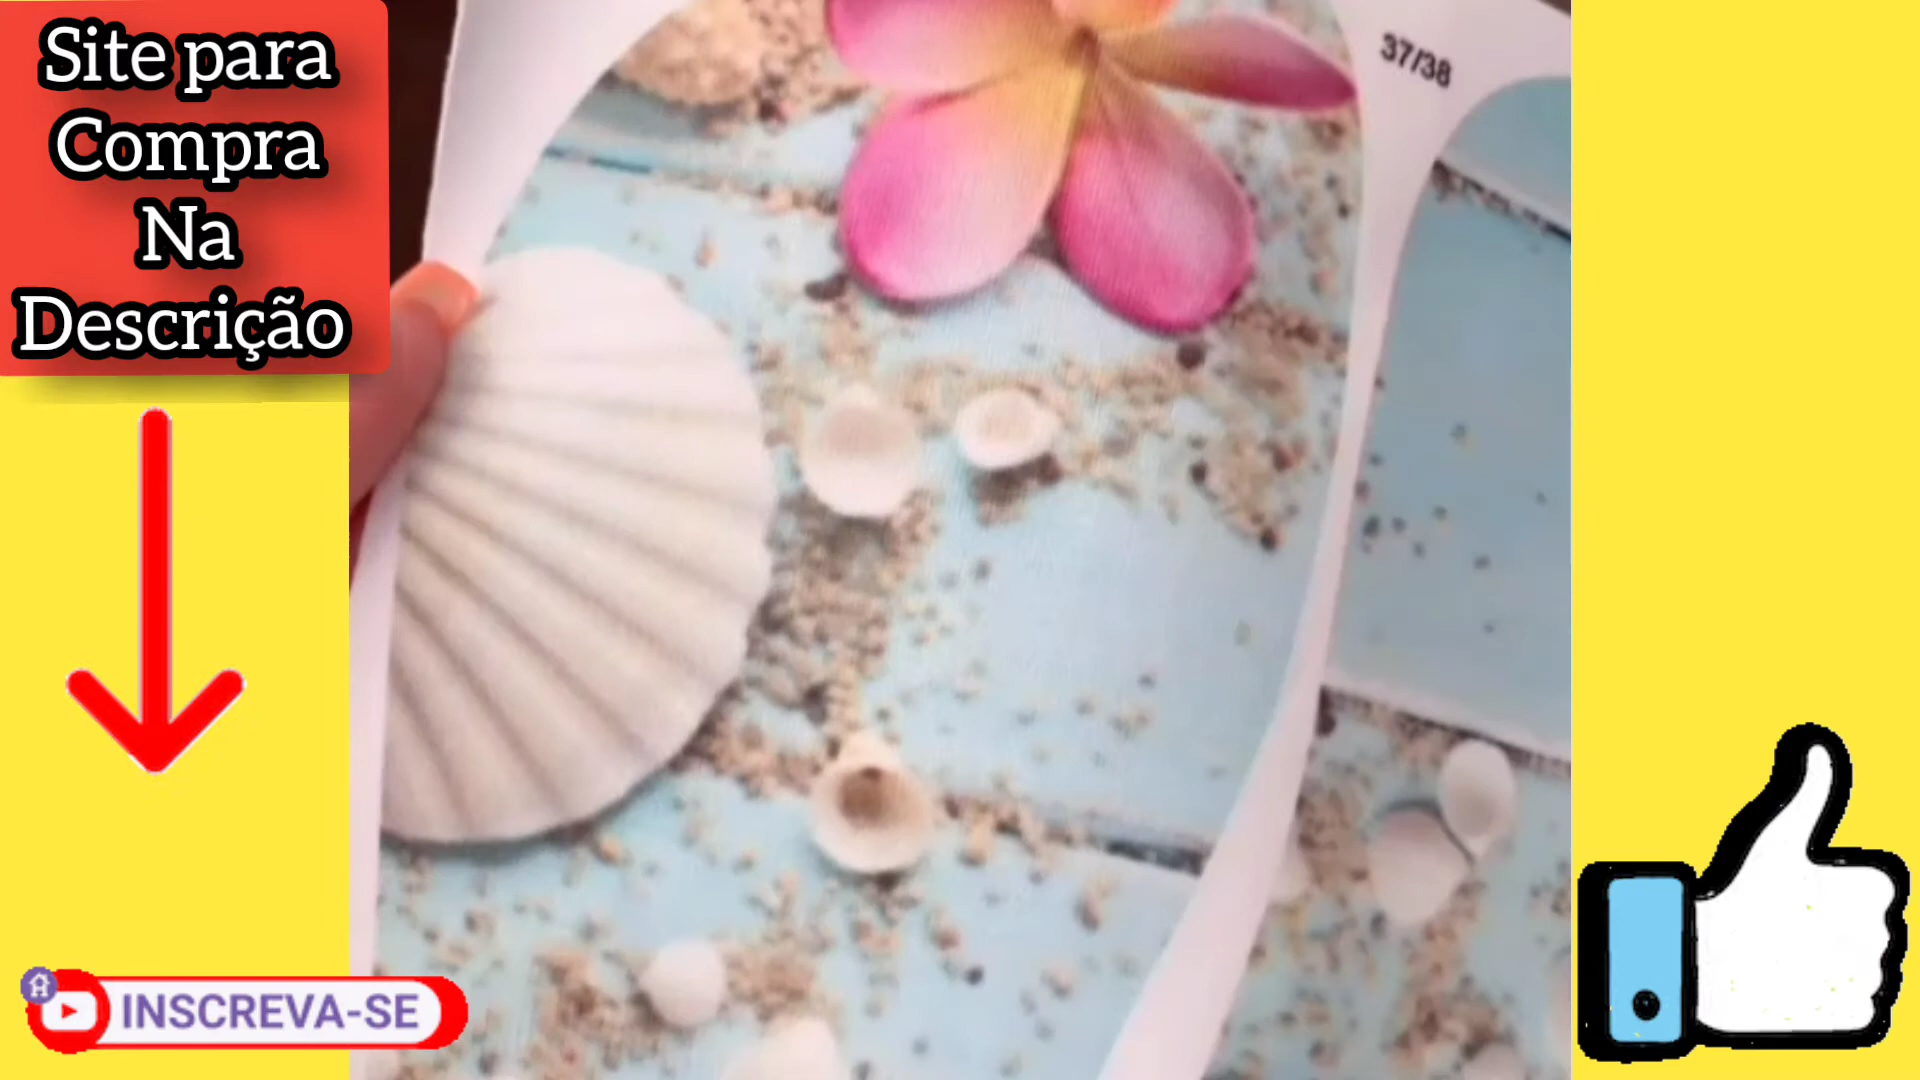 Site para
Compra
Na
Descrição
37/38
INSCREVA-SE